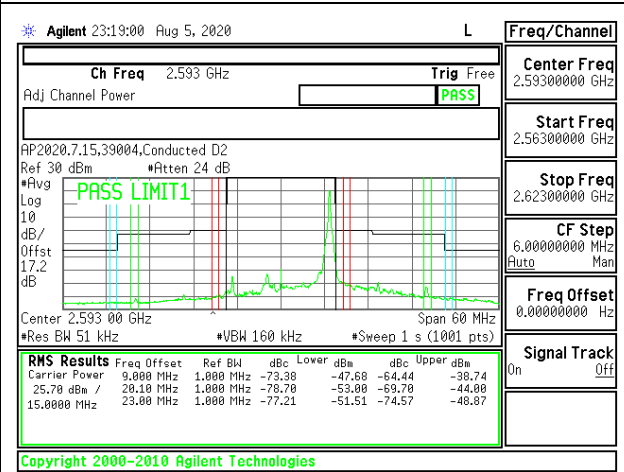 Agilent 23:19:00 Aug 5, 2020 L
Freq/Channel
Ch Freq 2.593 GHz Trig Free
Adj Channel Power PASS
AP2020.7.15,39004,Conducted D2
Ref 30 dBm #Atten 24 dB
#Avg
Log
10
dB/
Offst
17.2
dB
PASS LIMIT1
Center 2.593 00 GHz Span 60 MHz
#Res BW 51 kHz #VBW 160 kHz #Sweep 1 s (1001 pts)
RMS Results Freq Offset Ref BW dBc Lower dBm dBc Upper dBm
Carrier Power 9.000 MHz 1.000 MHz -73.38 -47.68 -64.44 -38.74
25.70 dBm / 20.10 MHz 1.000 MHz -78.70 -53.00 -69.70 -44.00
15.0000 MHz 23.00 MHz 1.000 MHz -77.21 -51.51 -74.57 -48.87
Copyright 2000-2010 Agilent Technologies
Center Freq
2.59300000 GHz
Start Freq
2.56300000 GHz
Stop Freq
2.62300000 GHz
CF Step
6.00000000 MHz
Auto Man
Freq Offset
0.00000000 Hz
Signal Track
On Off